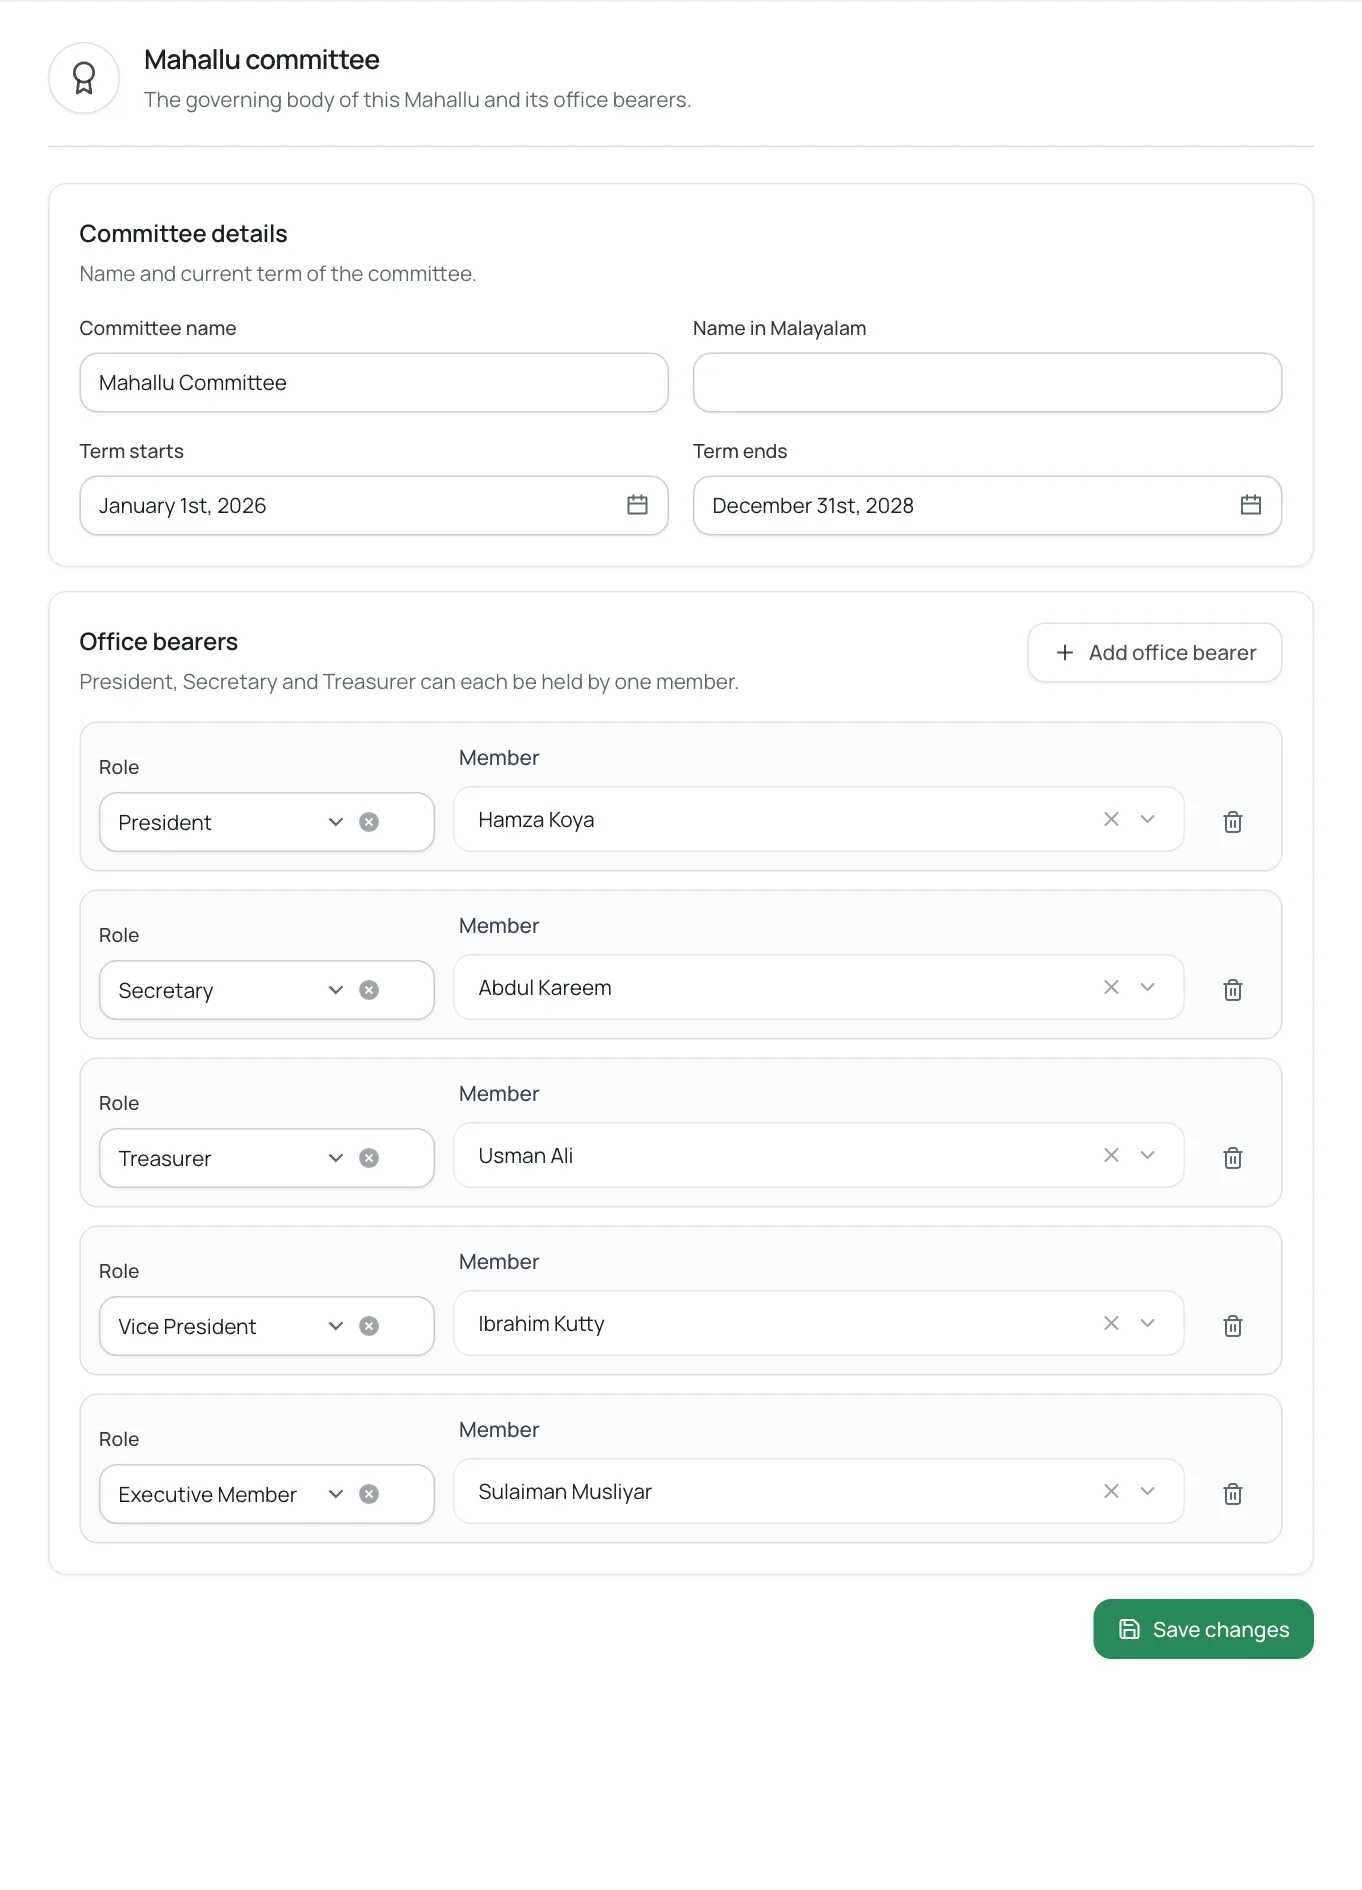 Mahallu committee
The governing body of this Mahallu and its office bearers.
Committee details
Name and current term of the committee.
Committee name
Name in Malayalam
Mahallu Committee
Term starts
Term ends
January 1st, 2026
December 31st, 2028
Office bearers
Add office bearer
President, Secretary and Treasurer can each be held by one member.
Role
Member
President
Hamza Koya
Role
Member
Secretary
Abdul Kareem
Role
Member
Treasurer
Usman Ali
Role
Member
Vice President
Ibrahim Kutty
Role
Member
Executive Member
Sulaiman Musliyar
Save changes